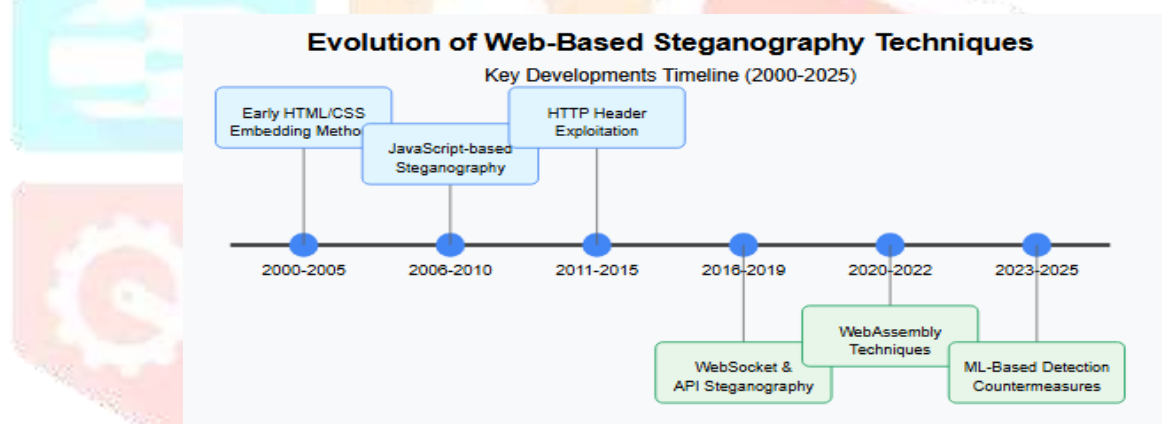 Evolution of Web-Based Steganography Techniques
Key Developments Timeline (2000-2025)
Early HTML/CSS
Embedding Metho
JavaScript-based
Steganography
HTTP Header
Exploitation
2000-2005
2006-2010
2011-2015
2016-2019
2020-2022
2023-2025
WebSocket &
API Steganography
WebAssembly
Techniques
ML-Based Detection
Countermeasures